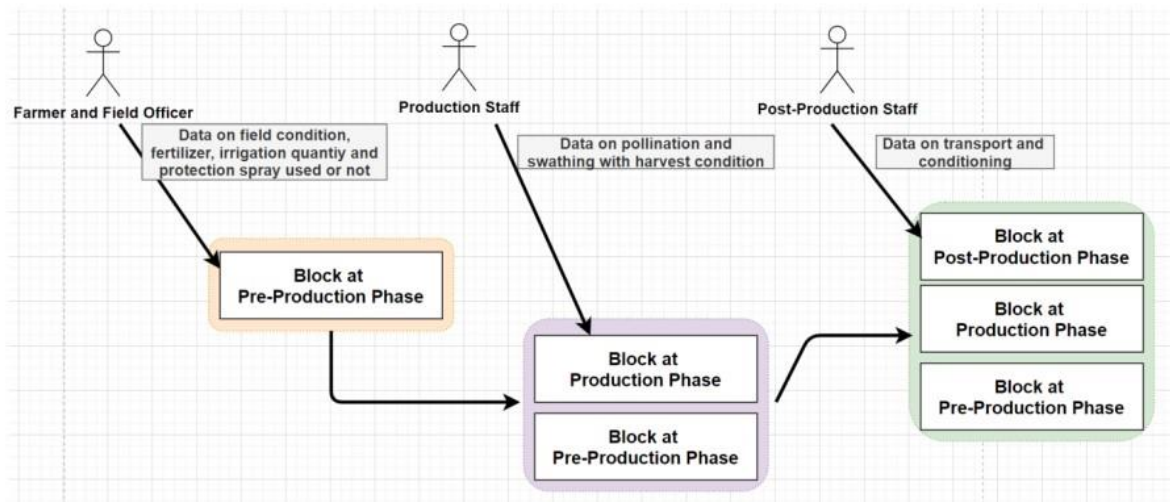 Farmer and Field Officer
Data on field condition,
fertilizer, irrigation quantiy and
protection spray used or not
Production Staff
Data on pollination and
swathing with harvest condition
Post-Production Staff
Data on transport and
conditioning
Block at
Pre-Production Phase
Block at
Production Phase
Block at
Pre-Production Phase
Block at
Post-Production Phase
Block at
Production Phase
Block at
Pre-Production Phase